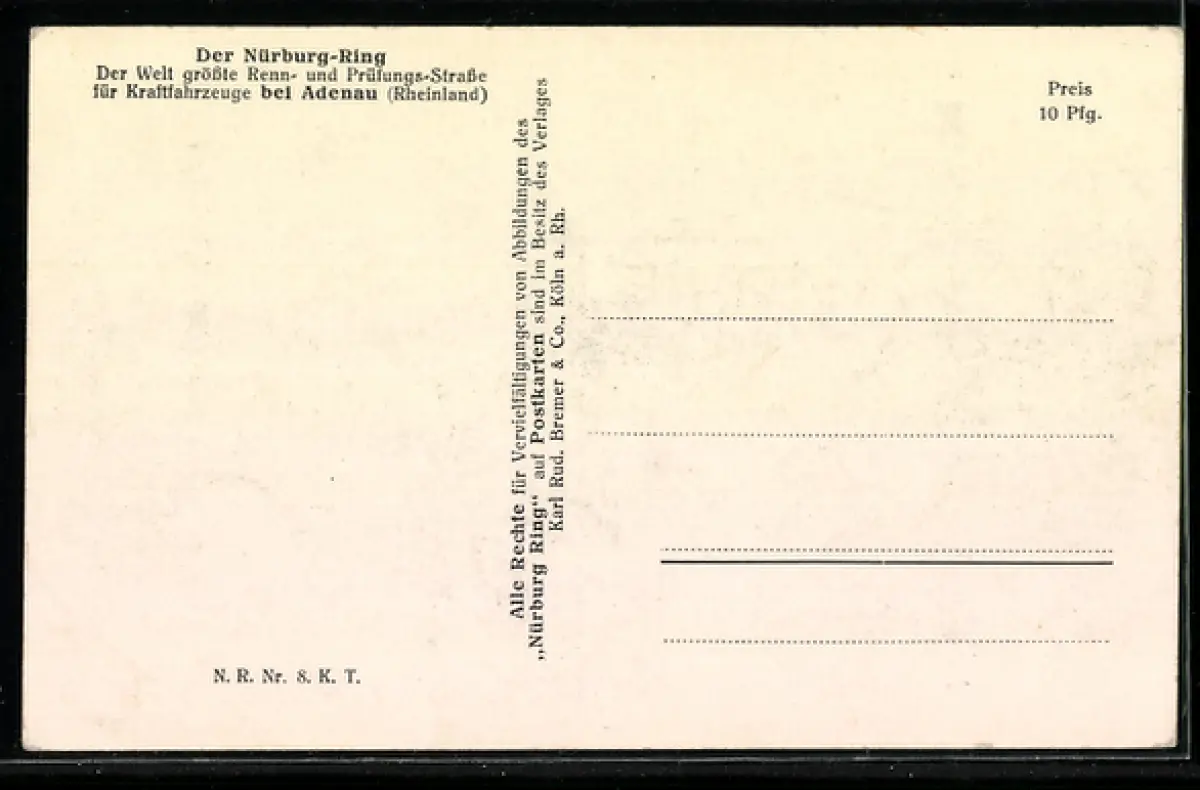 Der Nürburg-Ring
Der Welt größte Renn- und Prüfungs-Straße
für Kraftfahrzeuge bei Adenau (Rheinland)
Alle Rechte für Vervielfältigungen von Abbildungen des
„Nürburg Ring“ auf Postkarten sind im Besitz des Verlages
Karl Rud. Bremer & Co., Köln a. Rh.
Preis
10 Pfg.
N. R. Nr. 8. K. T.